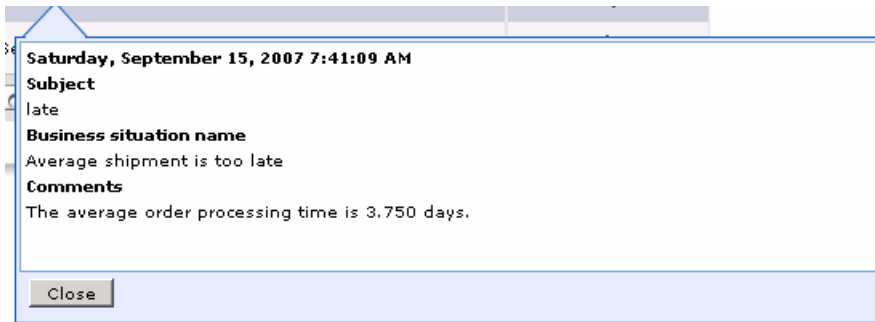 Saturday, September 15, 2007 7:41:09 AM
Subject
late
Business situation name
Average shipment is too late
Comments
The average order processing time is 3.750 days.
Close